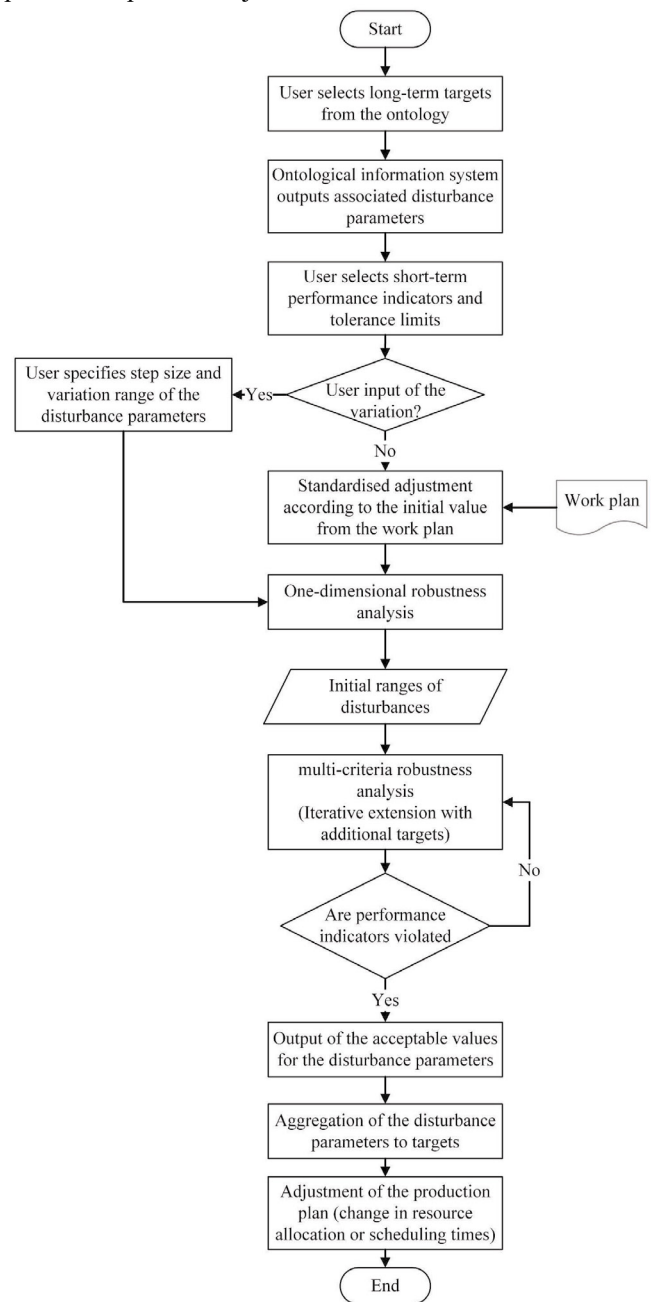 Start
User selects long-term targets
from the ontology
Ontological information system
outputs associated disturbance
parameters
User selects short-term
performance indicators and
tolerance limits
User specifies step size and
variation range of the
disturbance parameters
Yes
User input of the
variation?
No
Standardised adjustment
according to the initial value
from the work plan
Work plan
One-dimensional robustness
analysis
Initial ranges of
disturbances
multi-criteria robustness
analysis
(Iterative extension with
additional targets)
No
Are performance
indicators violated
Yes
Output of the acceptable values
for the disturbance parameters
Aggregation of the disturbance
parameters to targets
Adjustment of the production
plan (change in resource
allocation or scheduling times)
End